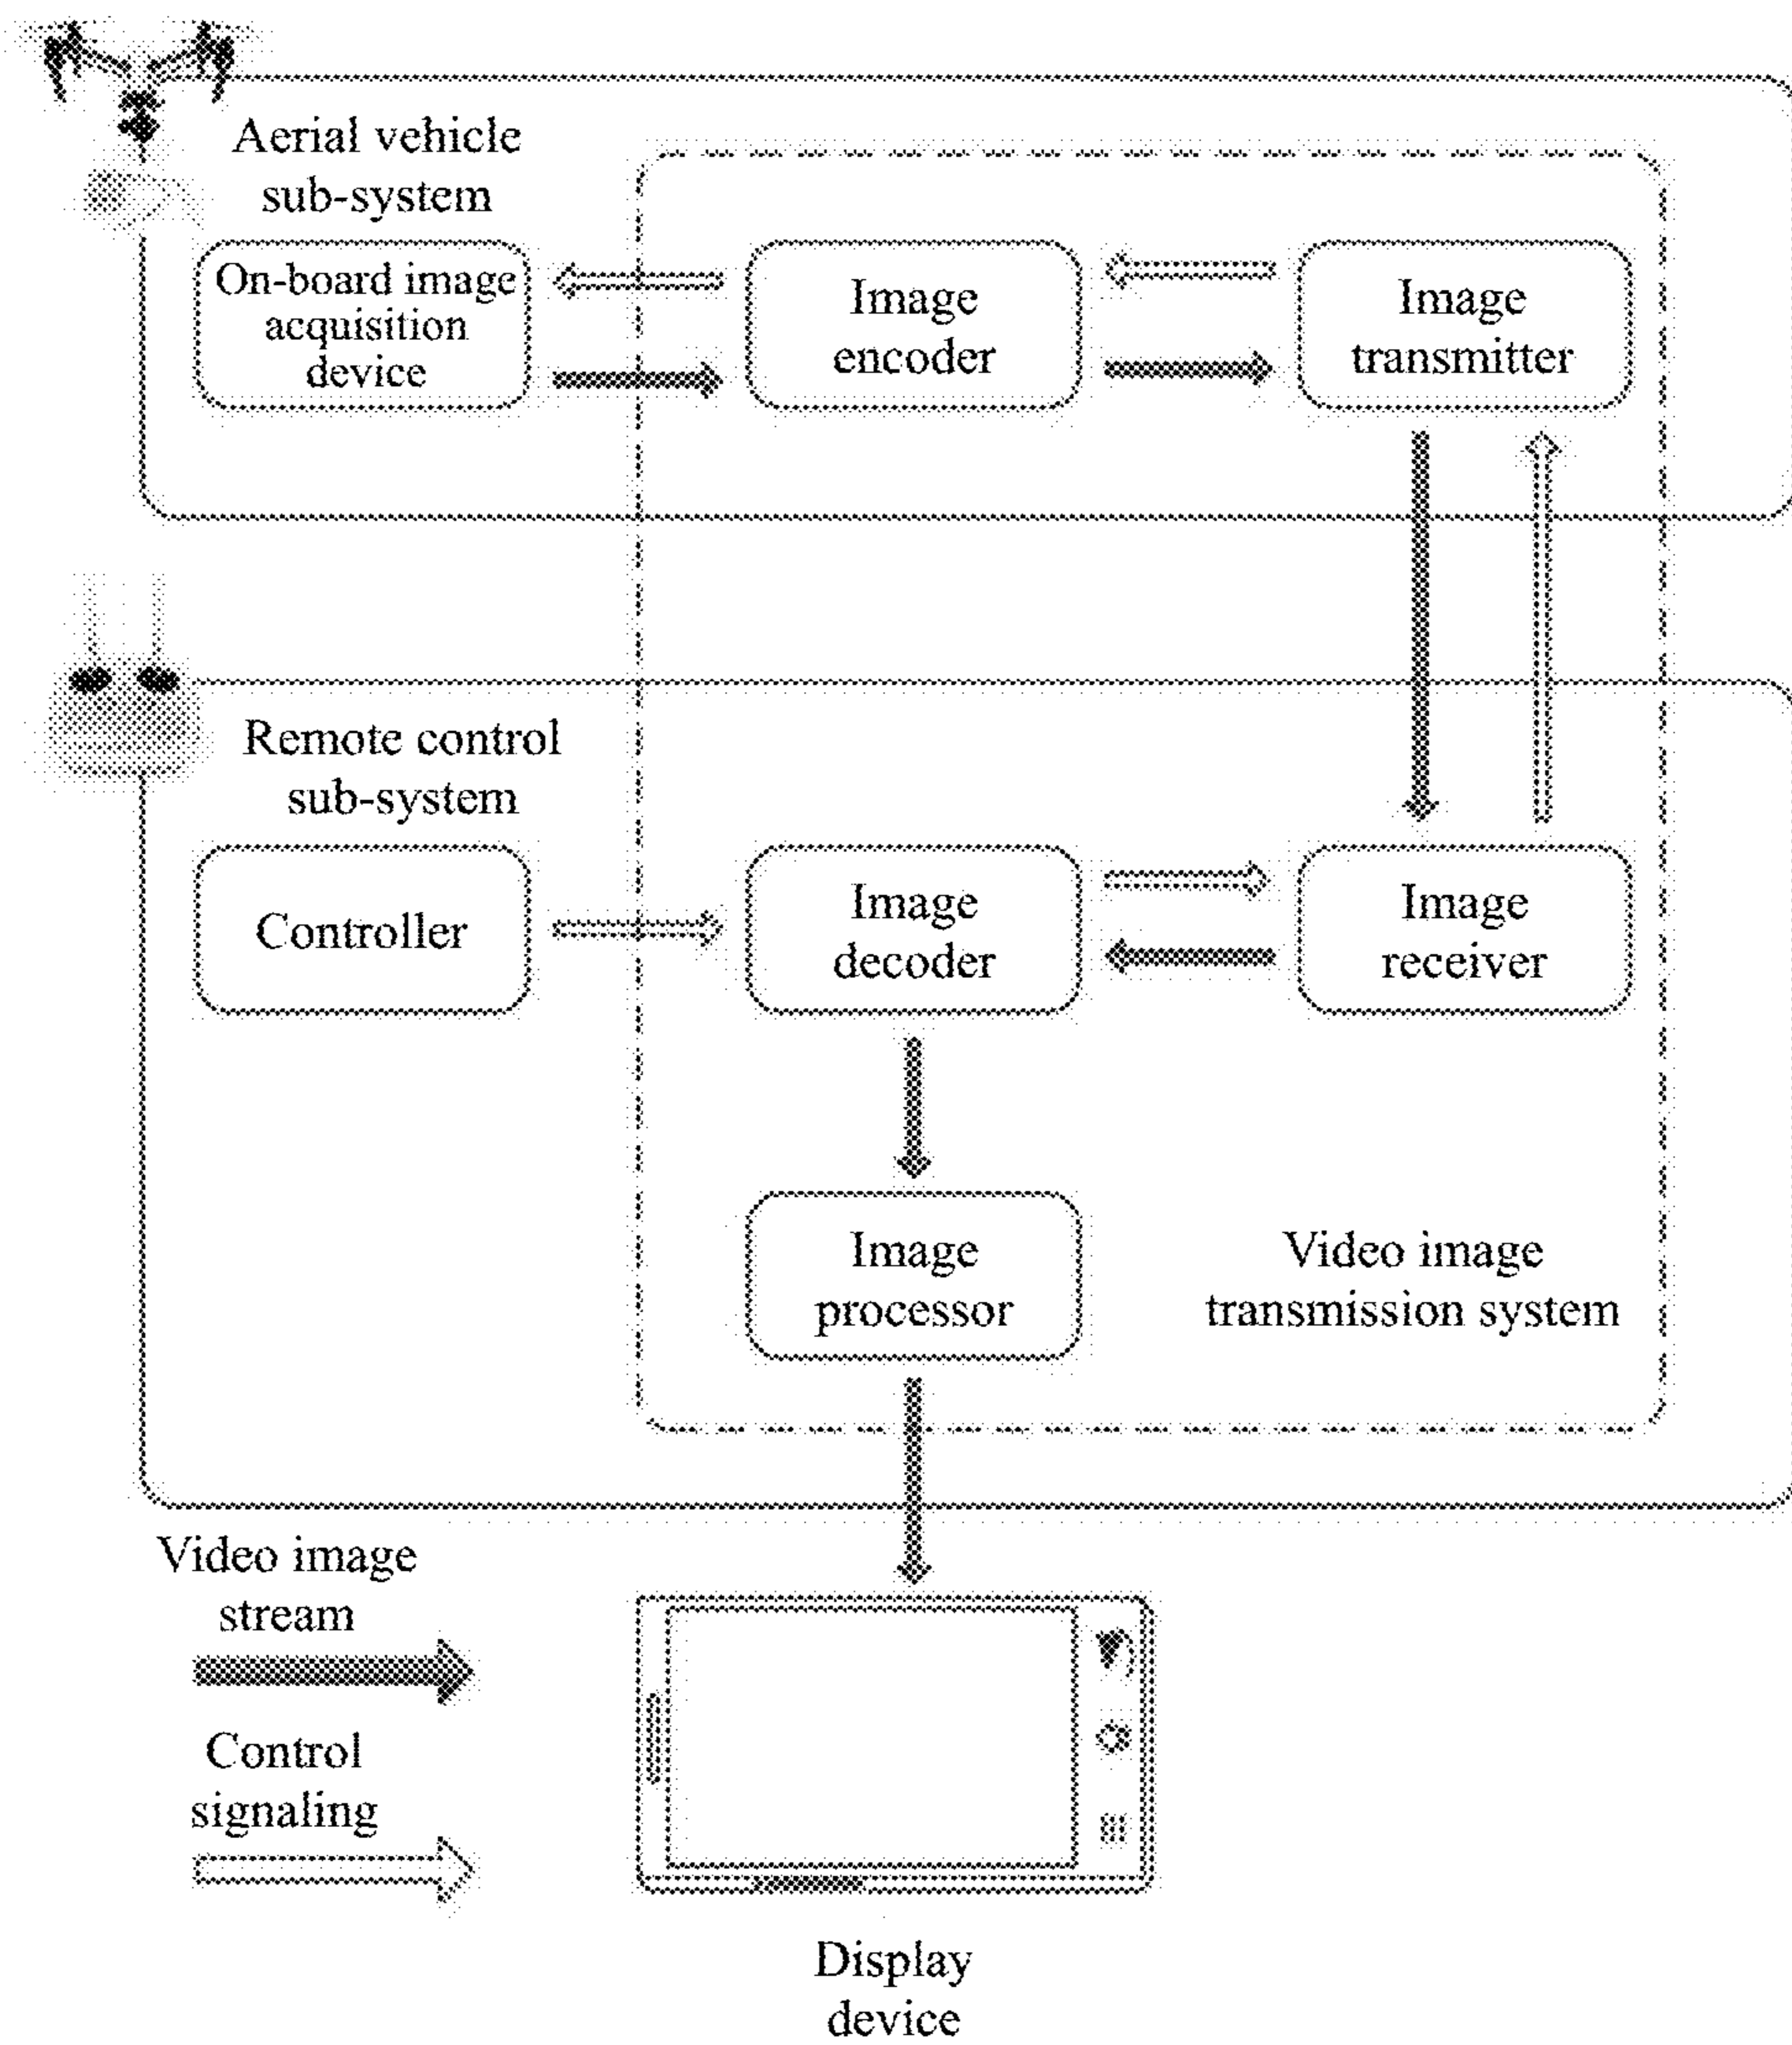 Aerial vehicle
sub-system
On-board image
acquisition
device
Image
encoder
Image
transmitter
Remote control
sub-system
Controller
Image
decoder
Image
receiver
Image
processor
Video image
transmission system
Video image
stream
Control
signaling
Display
device